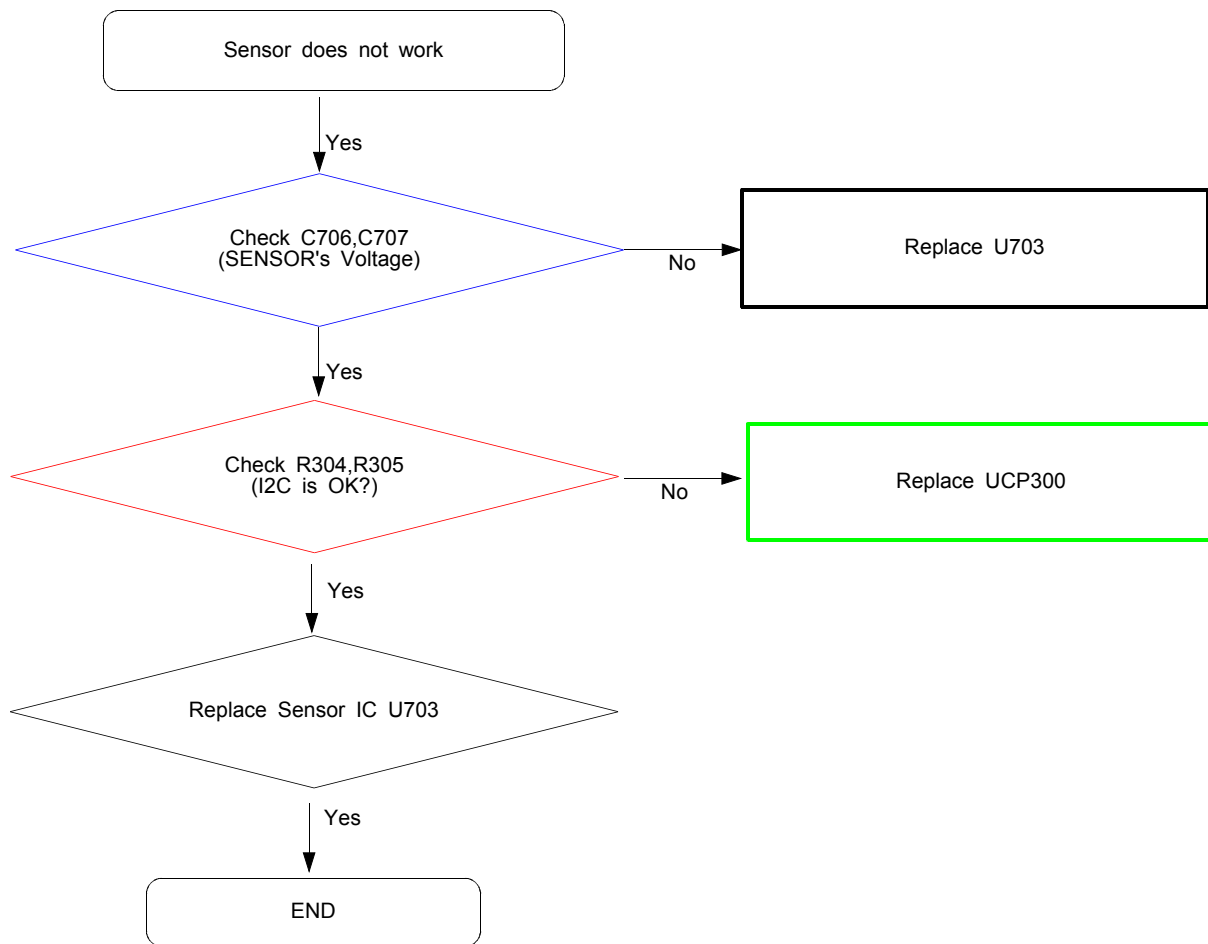 Sensor does not work
Yes
Check C706,C707
(SENSOR's Voltage)
No
Replace U703
Yes
Check R304,R305
(I2C is OK?)
No
Replace UCP300
Yes
Replace Sensor IC U703
Yes
END